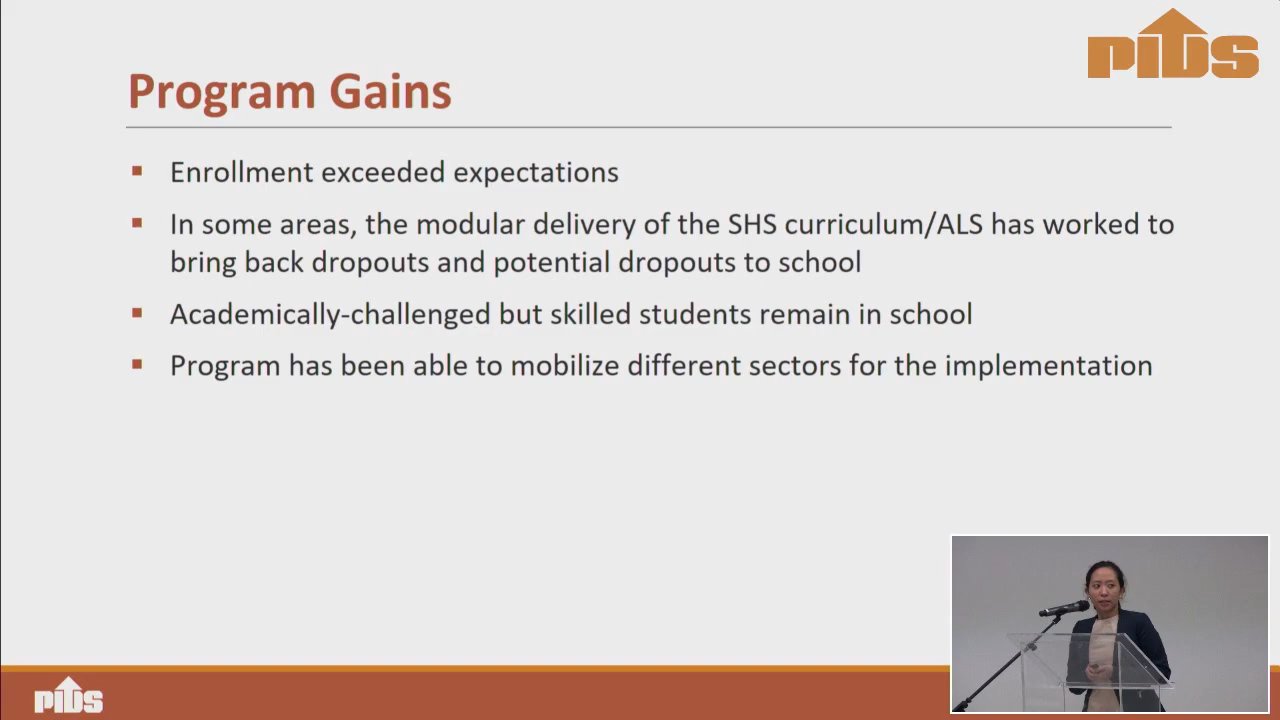 PIDS
Program Gains
Enrollment exceeded expectations
In some areas, the modular delivery of the SHS curriculum/ALS has worked to
bring back dropouts and potential dropouts to school
Academically-challenged but skilled students remain in school
Program has been able to mobilize different sectors for the implementation
PIDS